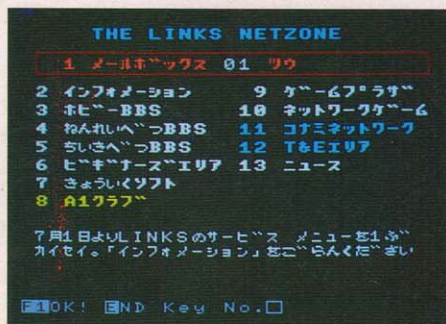 THE LINKS NETZONE
1 メールボックス 01 ツウ
2 インフォメーション 9 ゲームプラザ
3 ホビーBBS 10 ネットワークゲーム
4 ねんれいべつBBS 11 コナミネットワーク
5 ちいきべつBBS 12 T&Eエリア
6 ビギナーズエリア 13 ニュース
7 きょういくソフト
8 A1クラブ
7月1日よりLINKSのサービス メニューを1ぶ
カイセイ。「インフォメーション」をごらんください
F1OK! END Key No.□